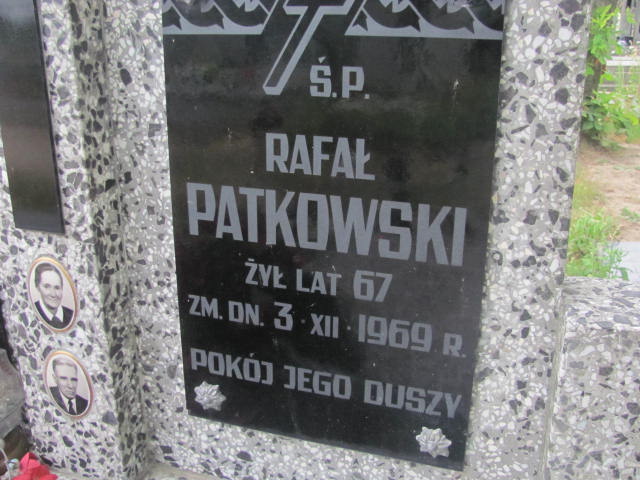 Ś.P.
RAFAŁ
PATKOWSKI
ŻYŁ LAT 67
ZM. DN. 3 · XII · 1969 R.
POKÓJ JEGO DUSZY